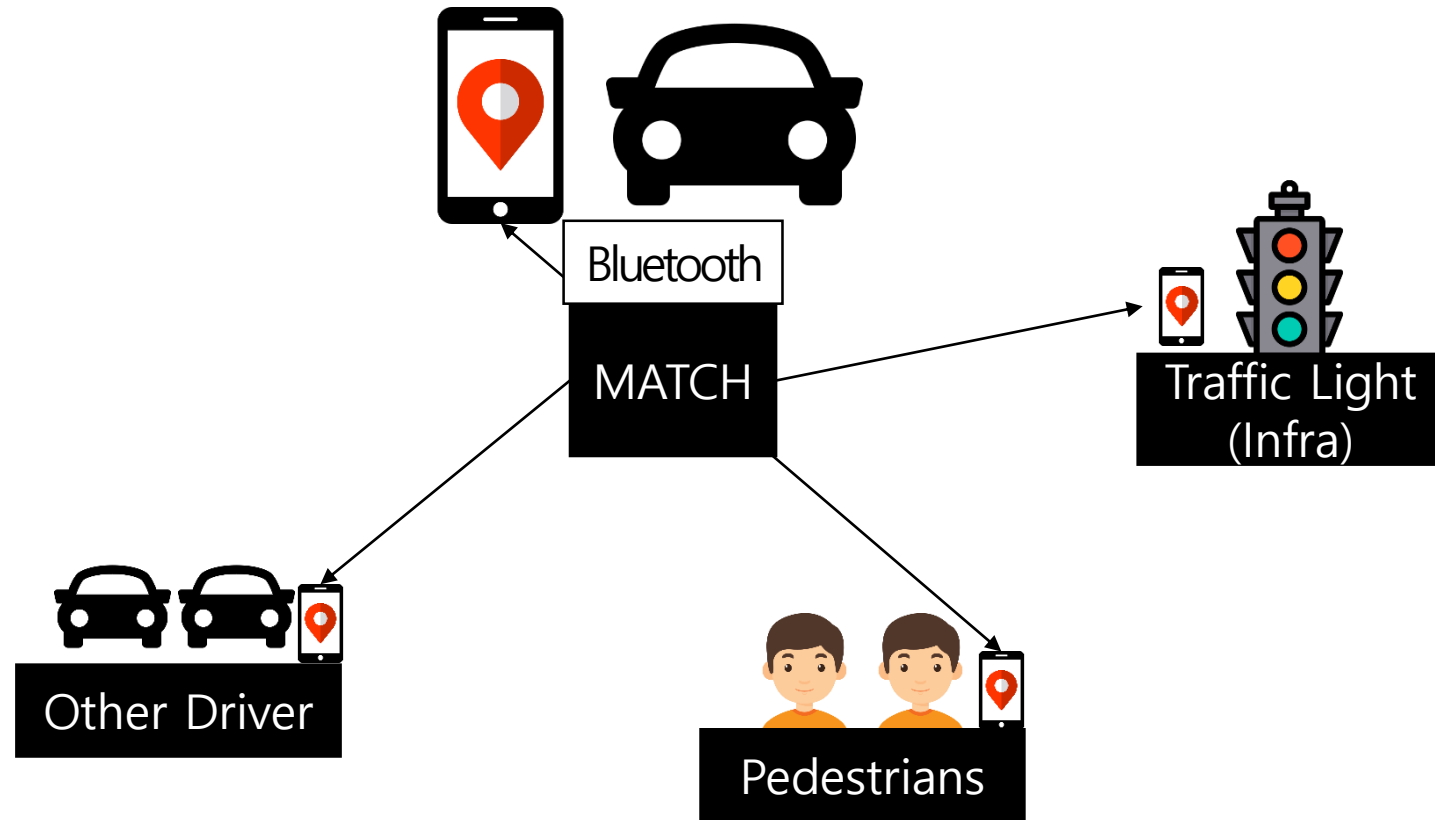 Bluetooth
MATCH
Traffic Light
(Infra)
Other Driver
Pedestrians